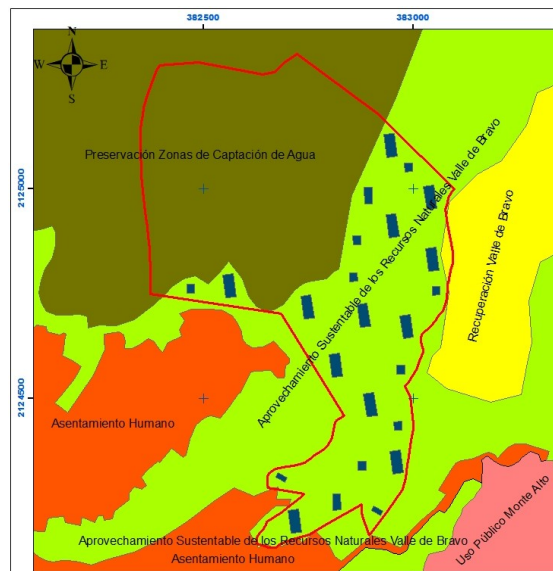 382500
383000
N
W
E
S
Preservación Zonas de Captación de Agua
2125000
Aprovechamiento Sustentable de los Recursos Naturales Valle de Bravo
Recuperación Valle de Bravo
2124500
Asentamiento Humano
Uso Público Monte Alto
Aprovechamiento Sustentable de los Recursos Naturales Valle de Bravo
Asentamiento Humano